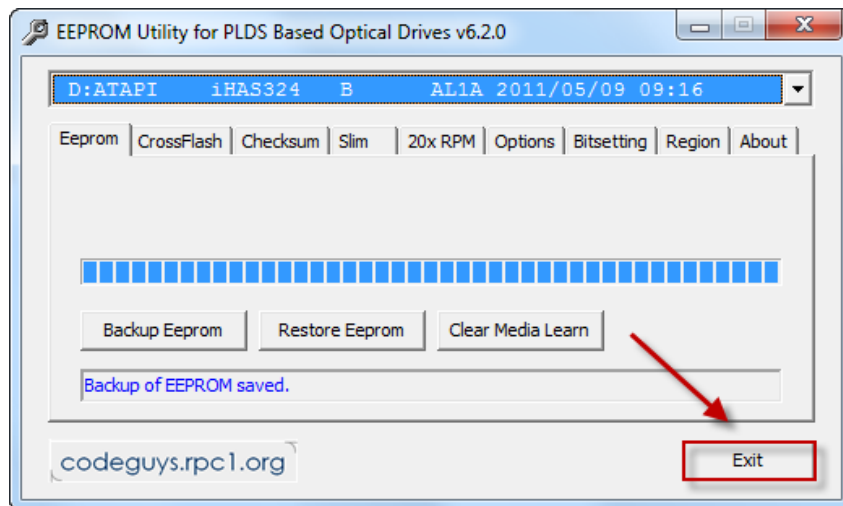 EEPROM Utility for PLDS Based Optical Drives v6.2.0
D:ATAPI iHAS324 B AL1A 2011/05/09 09:16
Eeprom CrossFlash Checksum Slim 20x RPM Options Bitsetting Region About
Backup Eeprom Restore Eeprom Clear Media Learn
Backup of EEPROM saved.
codeguys.rpc1.org Exit